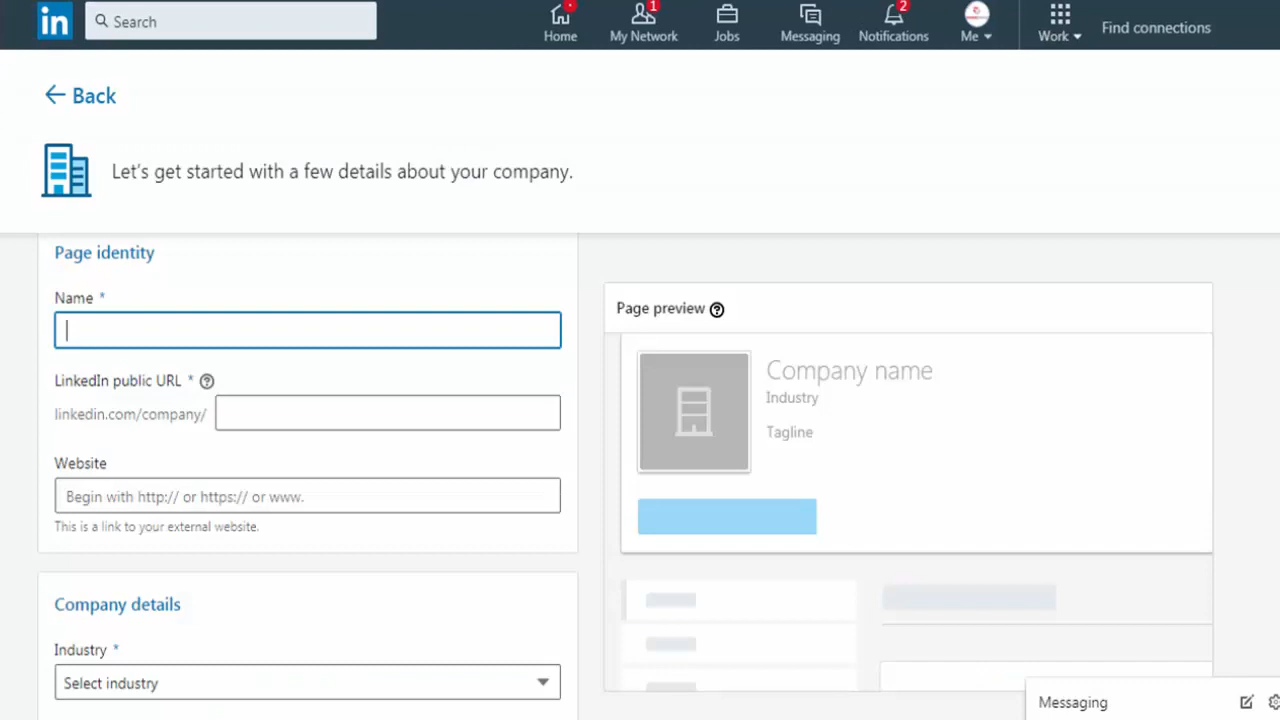 in Search
1
2
Home My Network Jobs Messaging Notifications Me Work Find connections
Back
Let's get started with a few details about your company.
Page identity
Name *
LinkedIn public URL * ?
linkedin.com/company/
Website
Begin with http:// or https:// or www.
This is a link to your external website.
Company details
Industry *
Select industry
Page preview ?
Company name
Industry
Tagline
Messaging